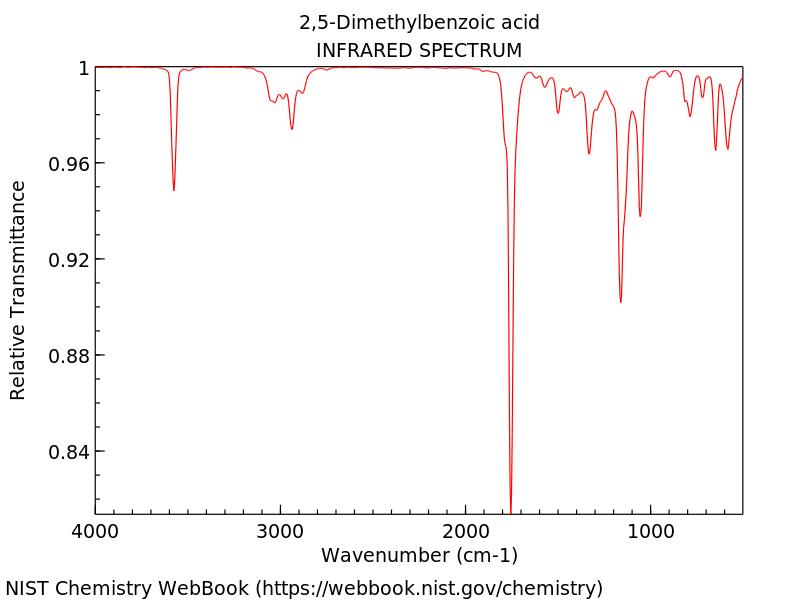 2,5-Dimethylbenzoic acid
INFRARED SPECTRUM
1
0.96
0.92
0.88
0.84
Relative Transmittance
4000 3000 2000 1000
Wavenumber (cm-1)
NIST Chemistry WebBook (https://webbook.nist.gov/chemistry)